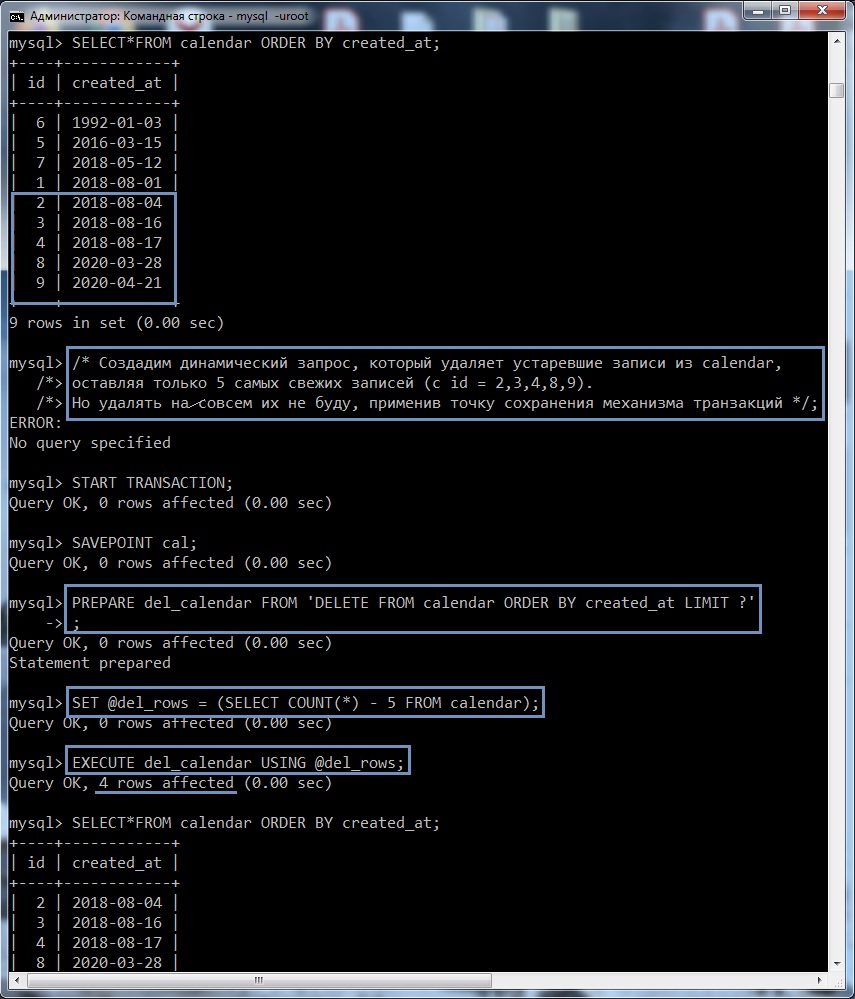 Администратор: Командная строка - mysql  -uroot
mysql> SELECT*FROM calendar ORDER BY created_at;
+----+------------+
| id | created_at |
+----+------------+
|  6 | 1992-01-03 |
|  5 | 2016-03-15 |
|  7 | 2018-05-12 |
|  1 | 2018-08-01 |
|  2 | 2018-08-04 |
|  3 | 2018-08-16 |
|  4 | 2018-08-17 |
|  8 | 2020-03-28 |
|  9 | 2020-04-21 |
+----+------------+
9 rows in set (0.00 sec)
mysql> /* Создадим динамический запрос, который удаляет устаревшие записи из calendar,
   /*> оставляя только 5 самых свежих записей (с id = 2,3,4,8,9).
   /*> Но удалять на совсем их не буду, применив точку сохранения механизма транзакций */;
ERROR:
No query specified
mysql> START TRANSACTION;
Query OK, 0 rows affected (0.00 sec)
mysql> SAVEPOINT cal;
Query OK, 0 rows affected (0.00 sec)
mysql> PREPARE del_calendar FROM 'DELETE FROM calendar ORDER BY created_at LIMIT ?'
    -> ;
Query OK, 0 rows affected (0.00 sec)
Statement prepared
mysql> SET @del_rows = (SELECT COUNT(*) - 5 FROM calendar);
Query OK, 0 rows affected (0.00 sec)
mysql> EXECUTE del_calendar USING @del_rows;
Query OK, 4 rows affected (0.00 sec)
mysql> SELECT*FROM calendar ORDER BY created_at;
+----+------------+
| id | created_at |
+----+------------+
|  2 | 2018-08-04 |
|  3 | 2018-08-16 |
|  4 | 2018-08-17 |
|  8 | 2020-03-28 |